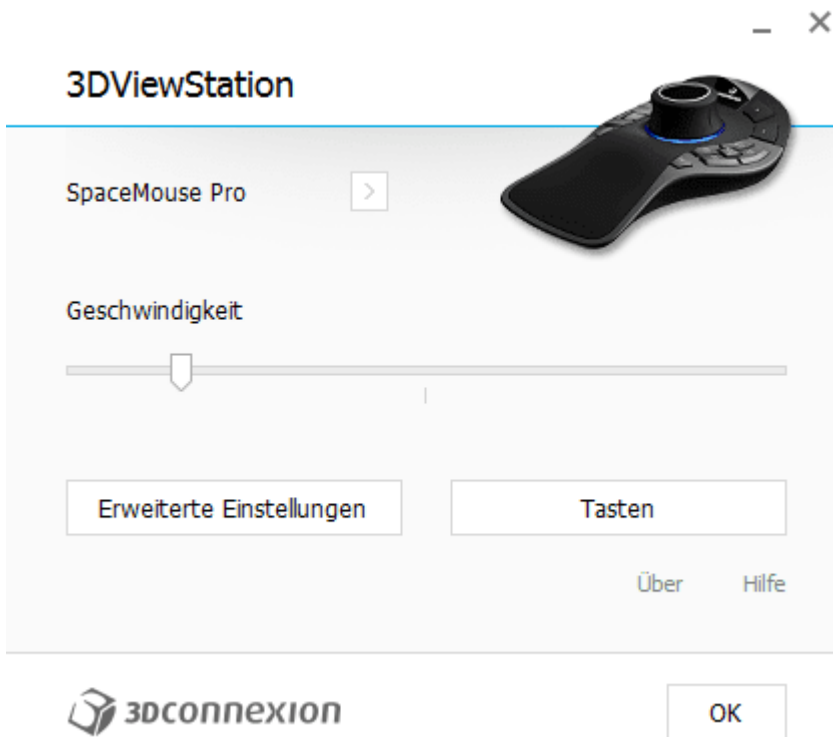 3DViewStation
SpaceMouse Pro
Geschwindigkeit
Erweiterte Einstellungen
Tasten
Über
Hilfe
3Dconnexion
OK